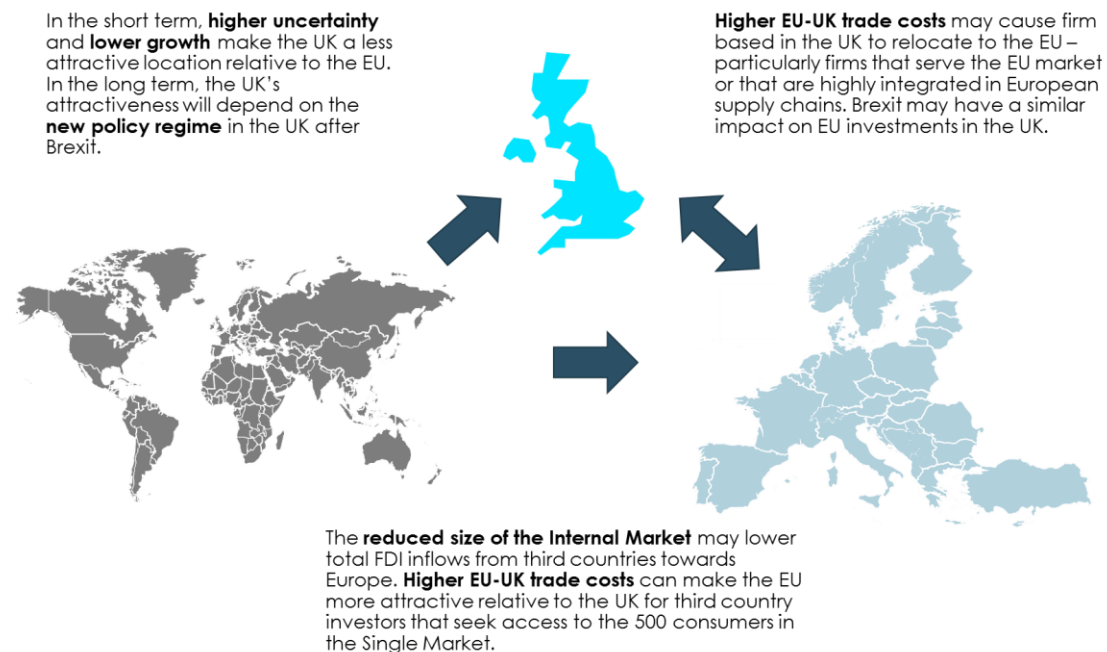 In the short term, higher uncertainty
and lower growth make the UK a less
attractive location relative to the EU.
In the long term, the UK's
attractiveness will depend on the
new policy regime in the UK after
Brexit.
Higher EU-UK trade costs may cause firm
based in the UK to relocate to the EU –
particularly firms that serve the EU market
or that are highly integrated in European
supply chains. Brexit may have a similar
impact on EU investments in the UK.
The reduced size of the Internal Market may lower
total FDI inflows from third countries towards
Europe. Higher EU-UK trade costs can make the EU
more attractive relative to the UK for third country
investors that seek access to the 500 consumers in
the Single Market.